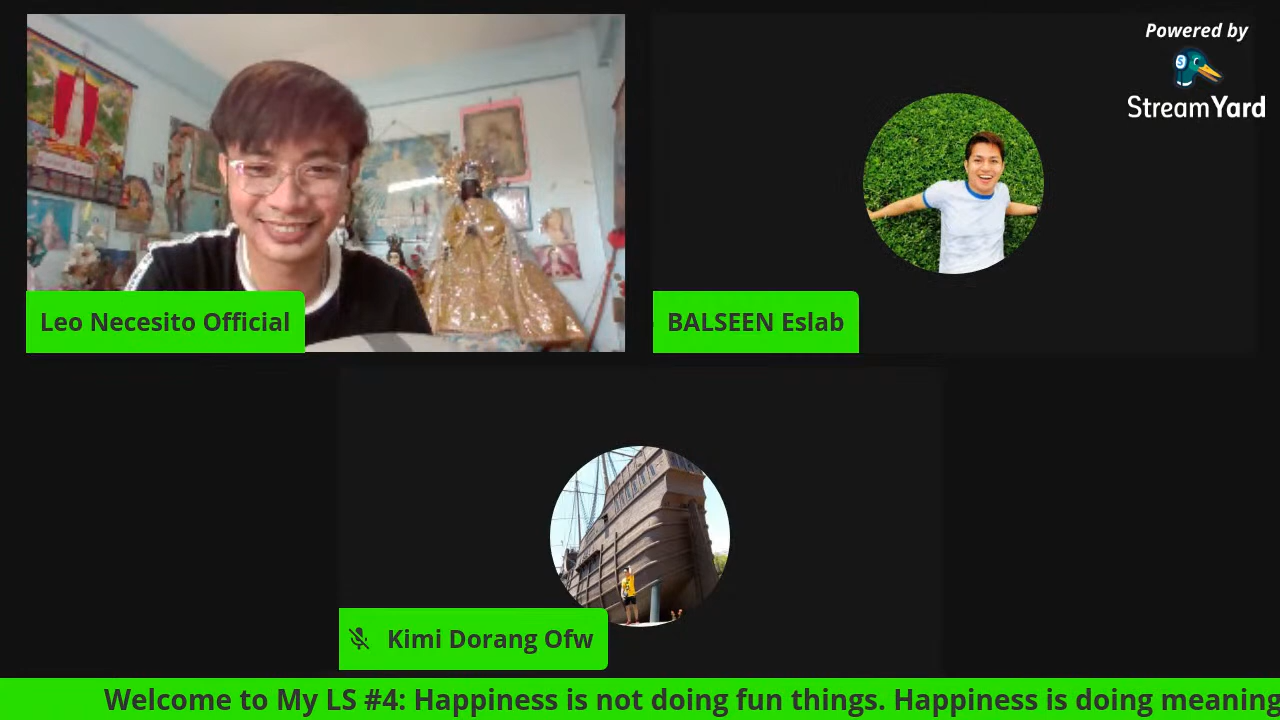 Powered by
StreamYard
Leo Necesito Official
BALSEEN Eslab
Kimi Dorang Ofw
Welcome to My LS #4: Happiness is not doing fun things. Happiness is doing meaning